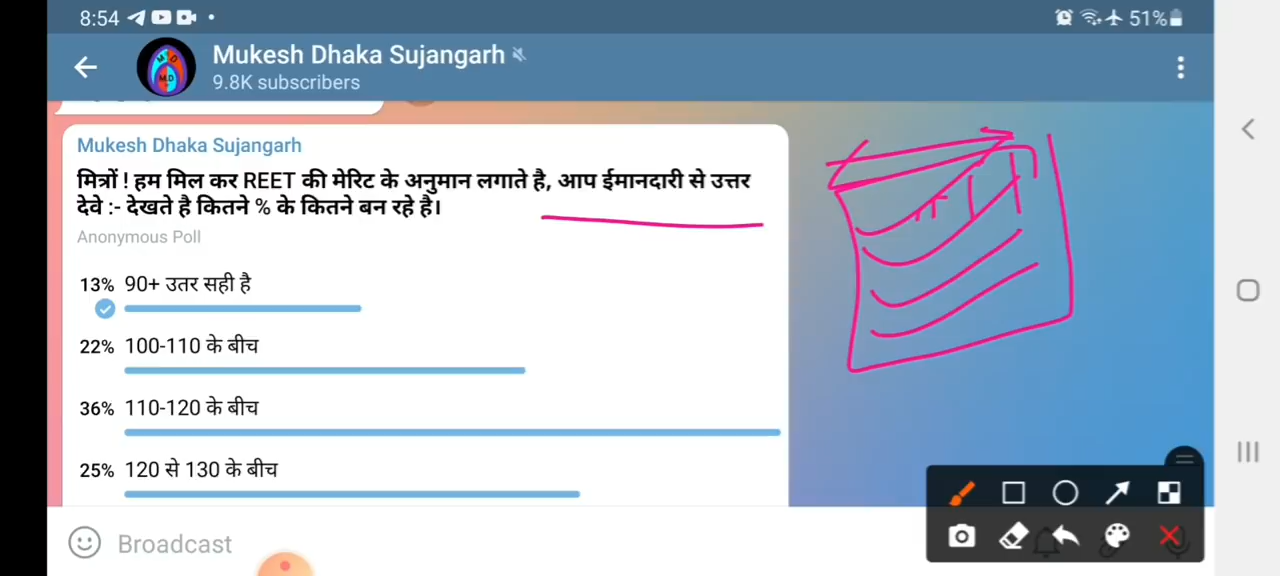 8:54
51%
Mukesh Dhaka Sujangarh
9.8K subscribers
Mukesh Dhaka Sujangarh
मित्रों ! हम मिल कर REET की मेरिट के अनुमान लगाते है, आप ईमानदारी से उत्तर
देवे :- देखते है कितने % के कितने बन रहे है।
Anonymous Poll
13% 90+ उतर सही है
22% 100-110 के बीच
36% 110-120 के बीच
25% 120 से 130 के बीच
Broadcast